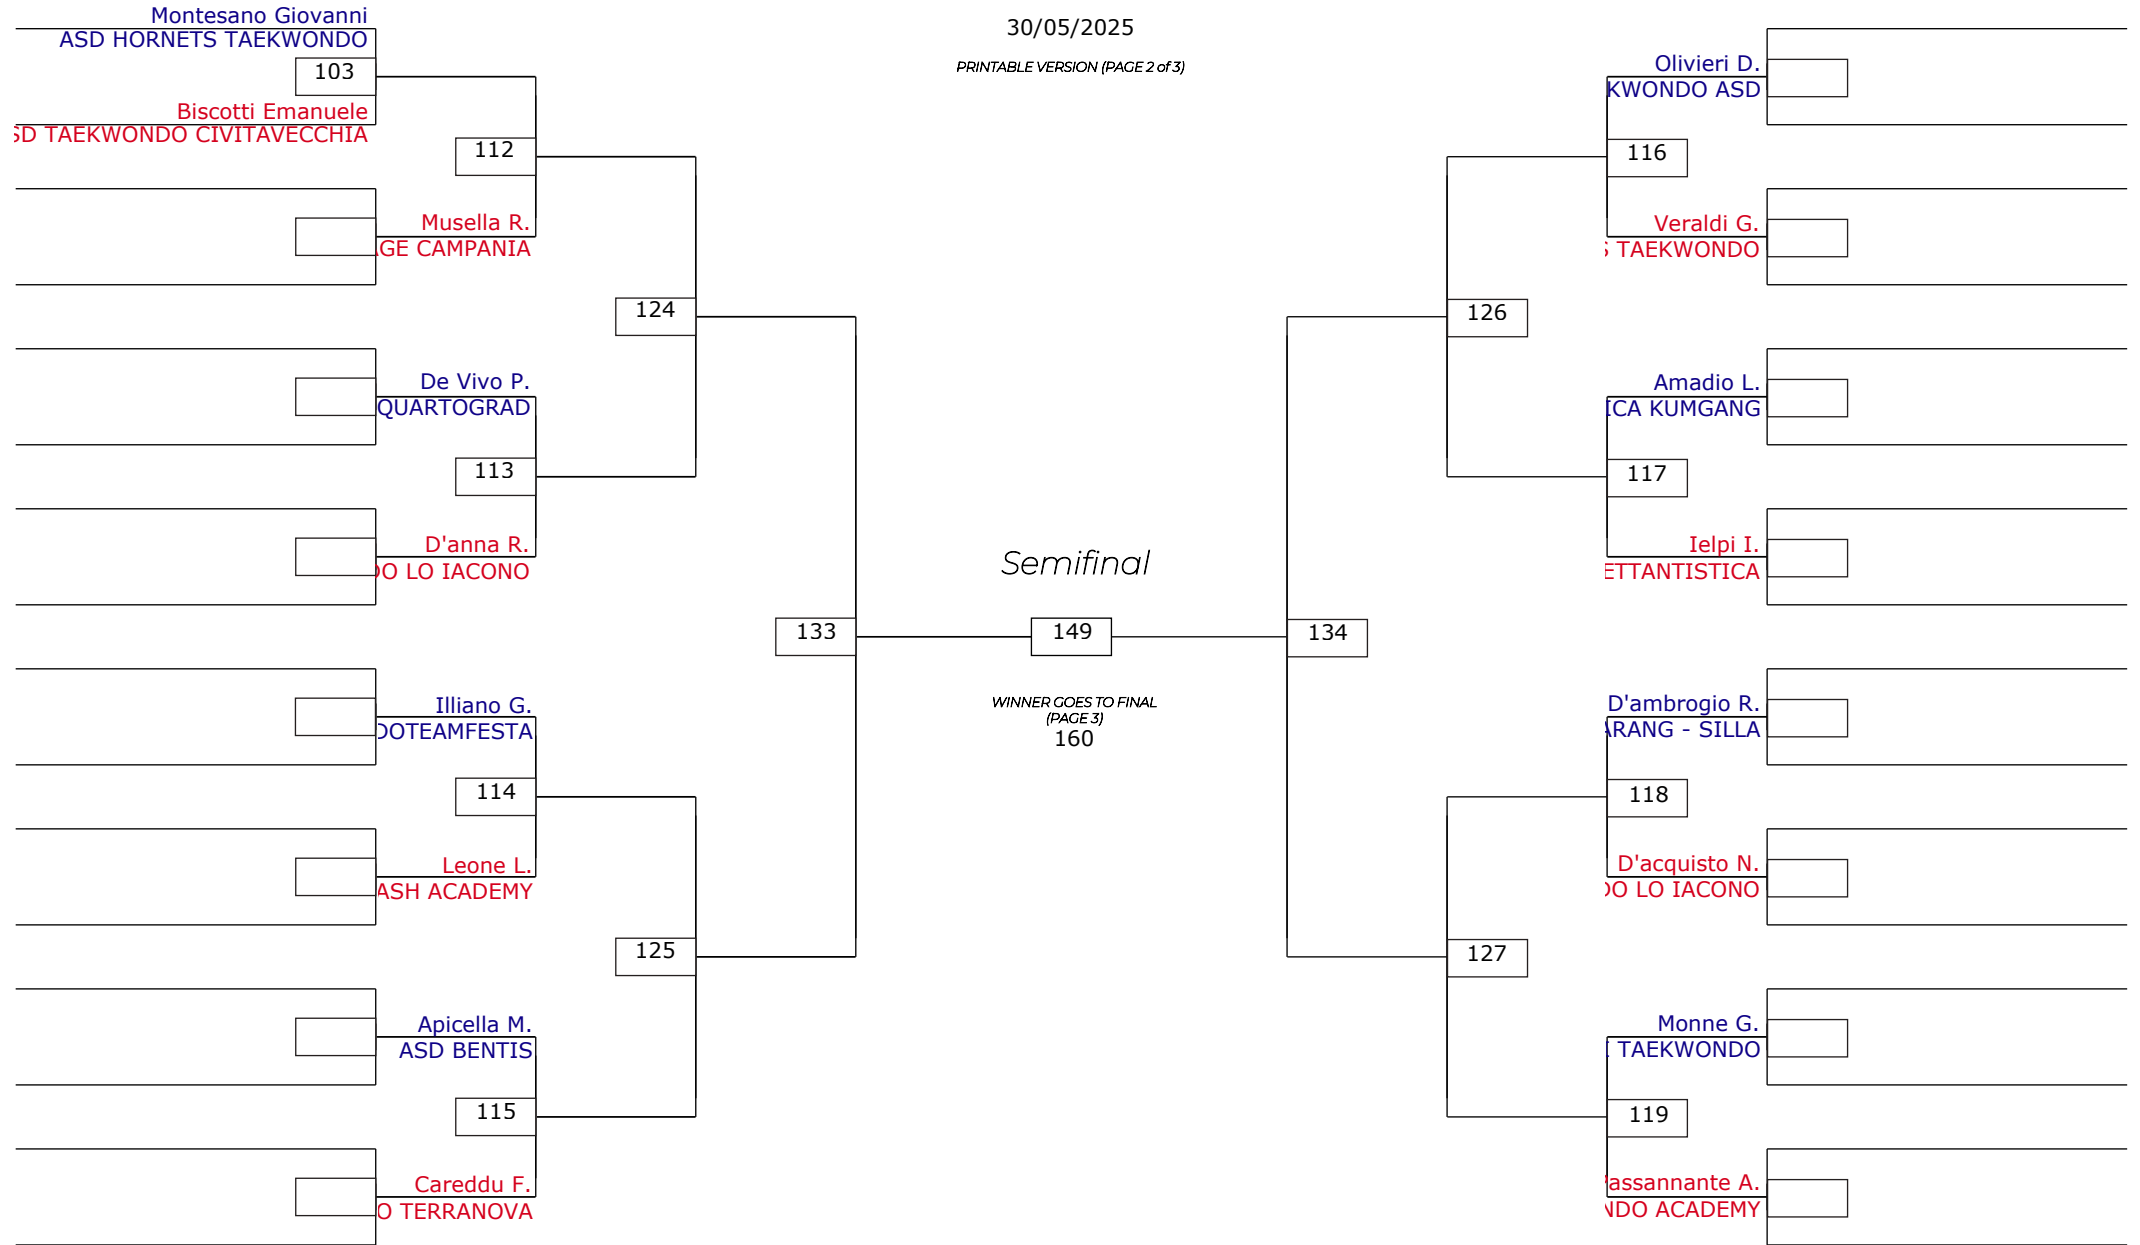 Montesano Giovanni
ASD HORNETS TAEKWONDO
103
Biscotti Emanuele
SD TAEKWONDO CIVITAVECCHIA
112
Musella R.
GE CAMPANIA
124
De Vivo P.
QUARTOGRAD
113
D'anna R.
O LO IACONO
133
Illiano G.
DOTEAMFESTA
114
Leone L.
ASH ACADEMY
125
Apicella M.
ASD BENTIS
115
Careddu F.
O TERRANOVA
30/05/2025
PRINTABLE VERSION (PAGE 2 of 3)
Semifinal
149
WINNER GOES TO FINAL
(PAGE 3)
160
Olivieri D.
KWONDO ASD
116
Veraldi G.
TAEKWONDO
126
Amadio L.
ICA KUMGANG
117
Ielpi I.
ETTANTISTICA
134
D'ambrogio R.
ARANG - SILLA
118
D'acquisto N.
O LO IACONO
127
Monne G.
TAEKWONDO
119
assannante A.
NDO ACADEMY